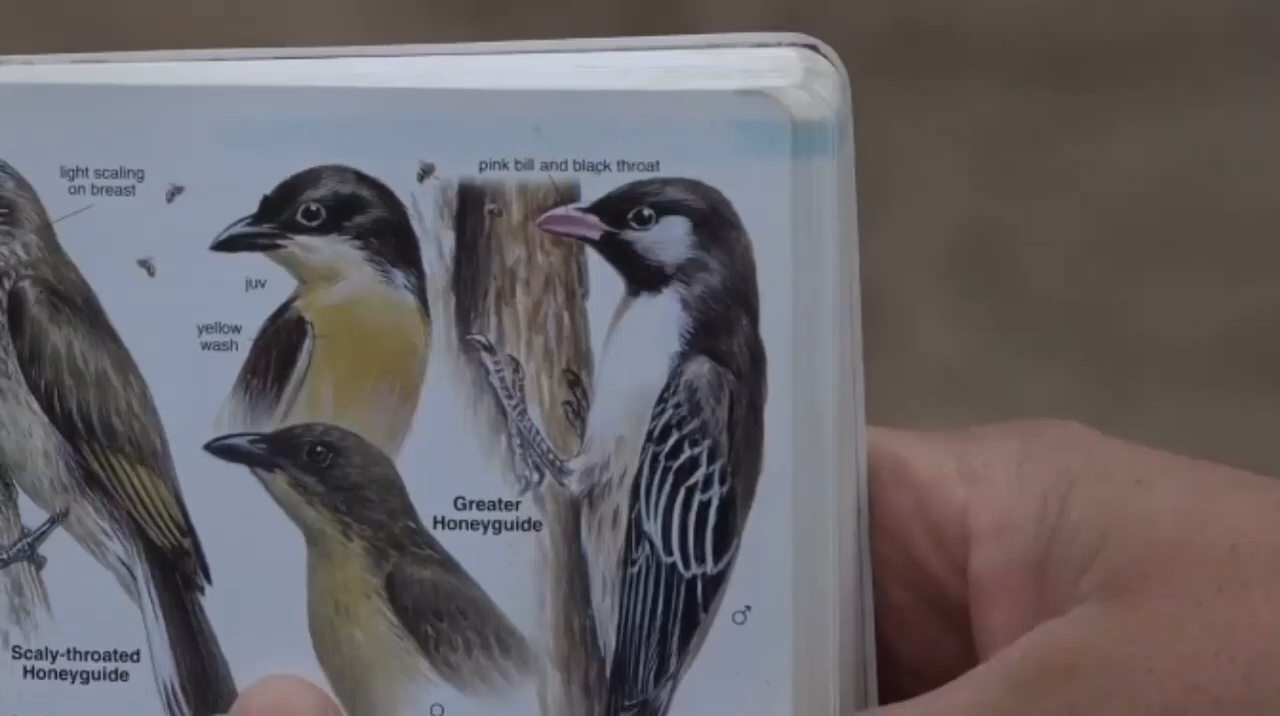 light scaling
on breast
pink bill and black throat
juv
yellow
wash
Greater
Honeyguide
♂
Scaly-throated
Honeyguide
♀